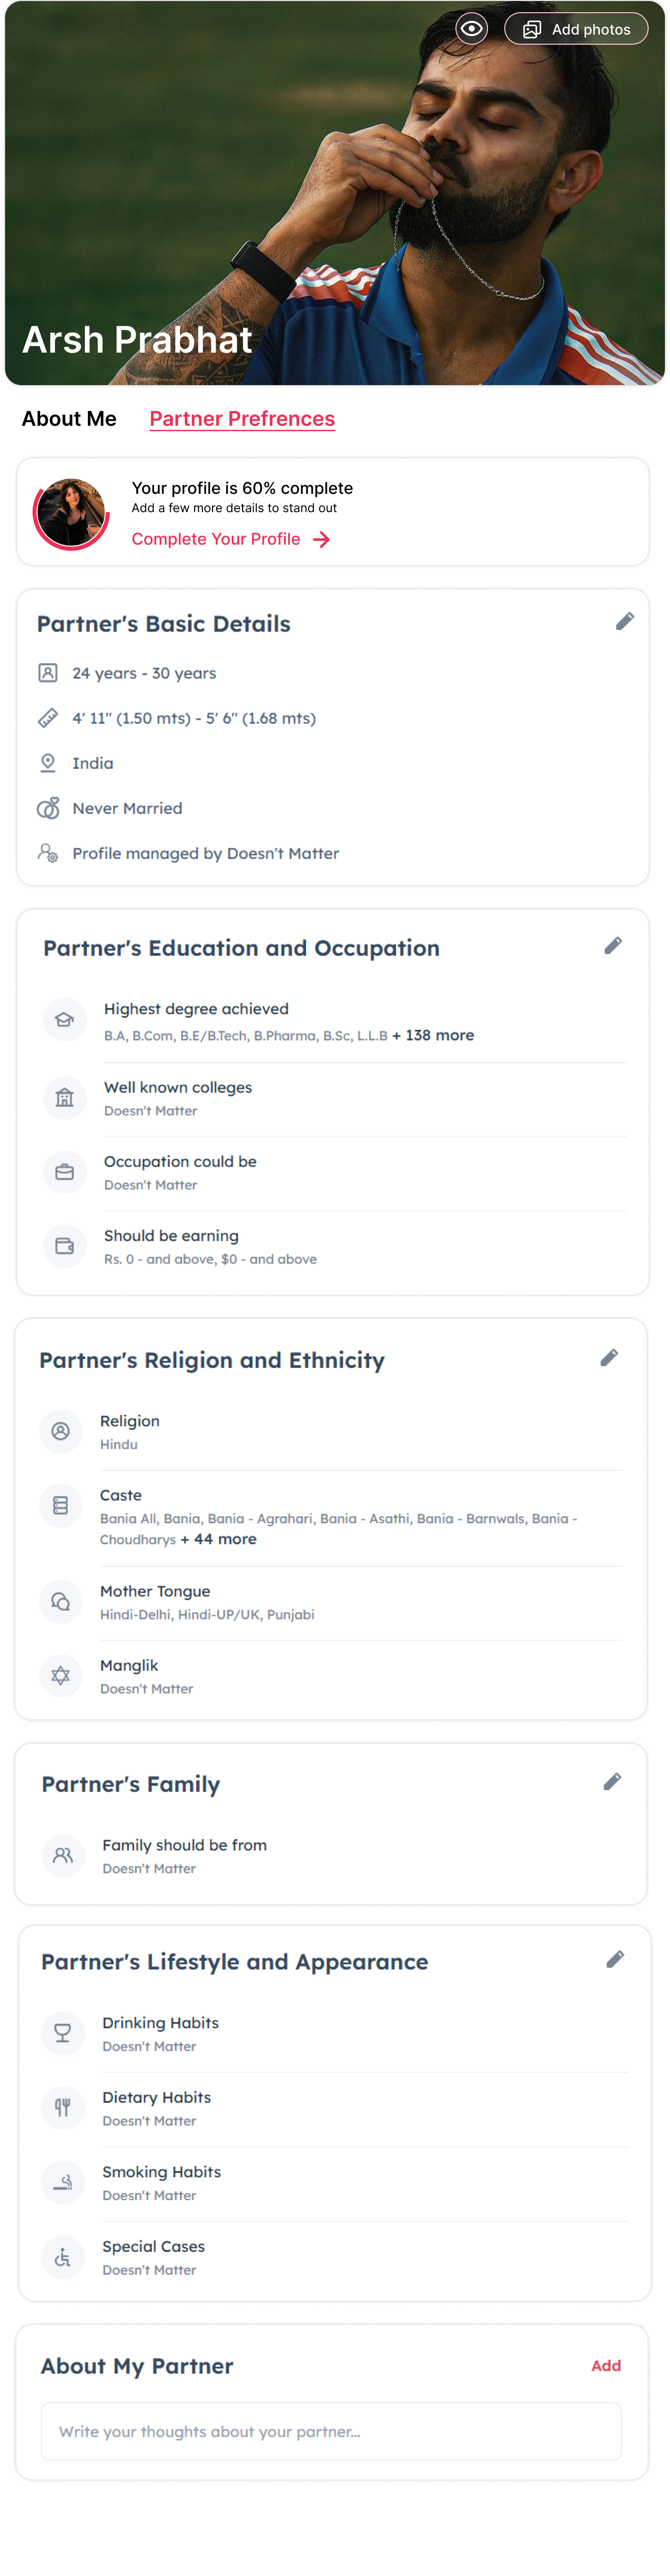 Add photos
Arsh Prabhat
About Me Partner Prefrences
Your profile is 60% complete
Add a few more details to stand out
Complete Your Profile →
Partner's Basic Details
24 years - 30 years
4' 11" (1.50 mts) - 5' 6" (1.68 mts)
India
Never Married
Profile managed by Doesn't Matter
Partner's Education and Occupation
Highest degree achieved
B.A, B.Com, B.E/B.Tech, B.Pharma, B.Sc, L.L.B + 138 more
Well known colleges
Doesn't Matter
Occupation could be
Doesn't Matter
Should be earning
Rs. 0 - and above, $0 - and above
Partner's Religion and Ethnicity
Religion
Hindu
Caste
Bania All, Bania, Bania - Agrahari, Bania - Asathi, Bania - Barnwals, Bania -
Choudharys + 44 more
Mother Tongue
Hindi-Delhi, Hindi-UP/UK, Punjabi
Manglik
Doesn't Matter
Partner's Family
Family should be from
Doesn't Matter
Partner's Lifestyle and Appearance
Drinking Habits
Doesn't Matter
Dietary Habits
Doesn't Matter
Smoking Habits
Doesn't Matter
Special Cases
Doesn't Matter
About My Partner Add
Write your thoughts about your partner...